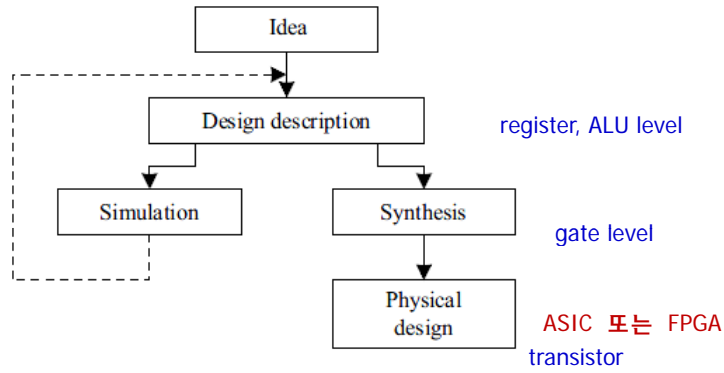 Idea
Design description
register, ALU level
Simulation
Synthesis
gate level
Physical
design
ASIC 또는 FPGA
transistor